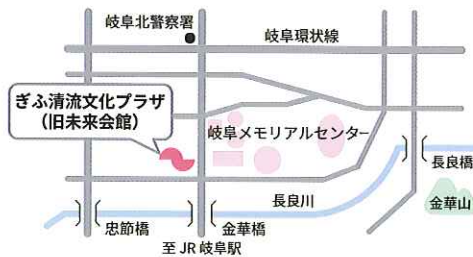 岐阜北警察署
岐阜環状線
ぎふ清流文化プラザ
（旧未来会館）
岐阜メモリアルセンター
長良橋
長良川
金華山
忠節橋
金華橋
至JR岐阜駅